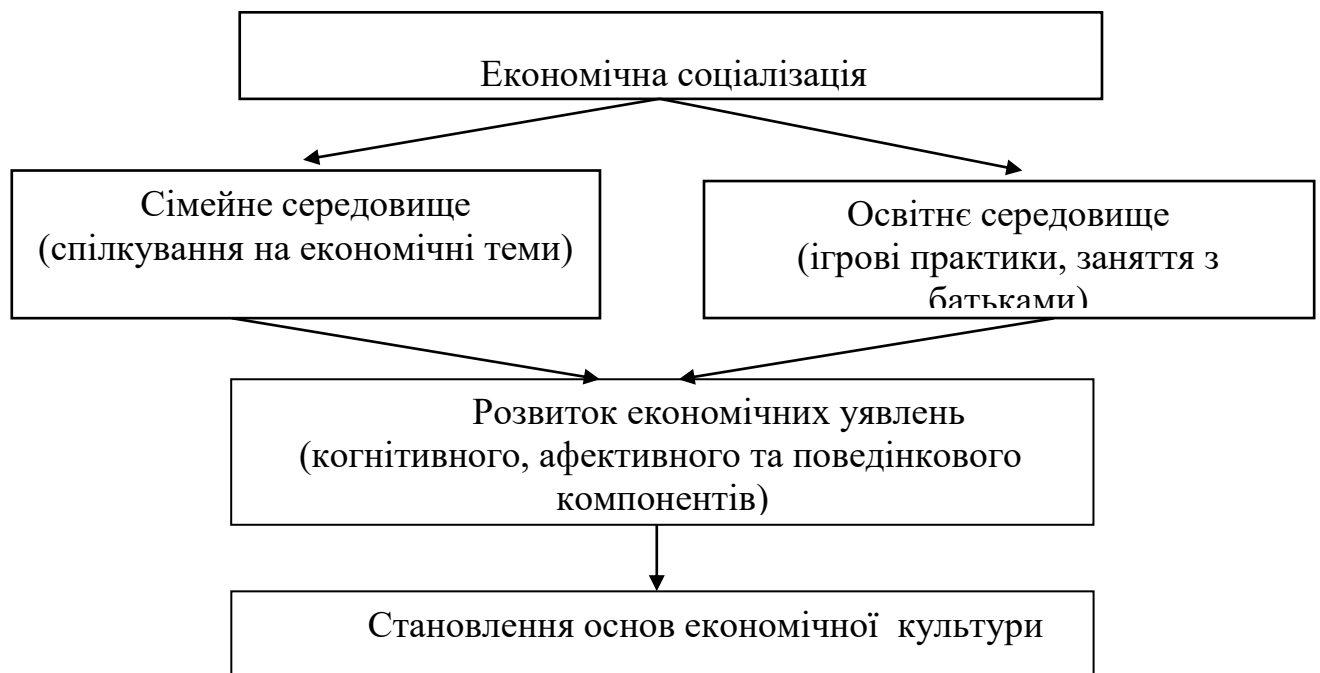 Економічна соціалізація
Сімейне середовище
(спілкування на економічні теми)
Освітнє середовище
(ігрові практики, заняття з
батьками)
Розвиток економічних уявлень
(когнітивного, афективного та поведінкового
компонентів)
Становлення основ економічної культури